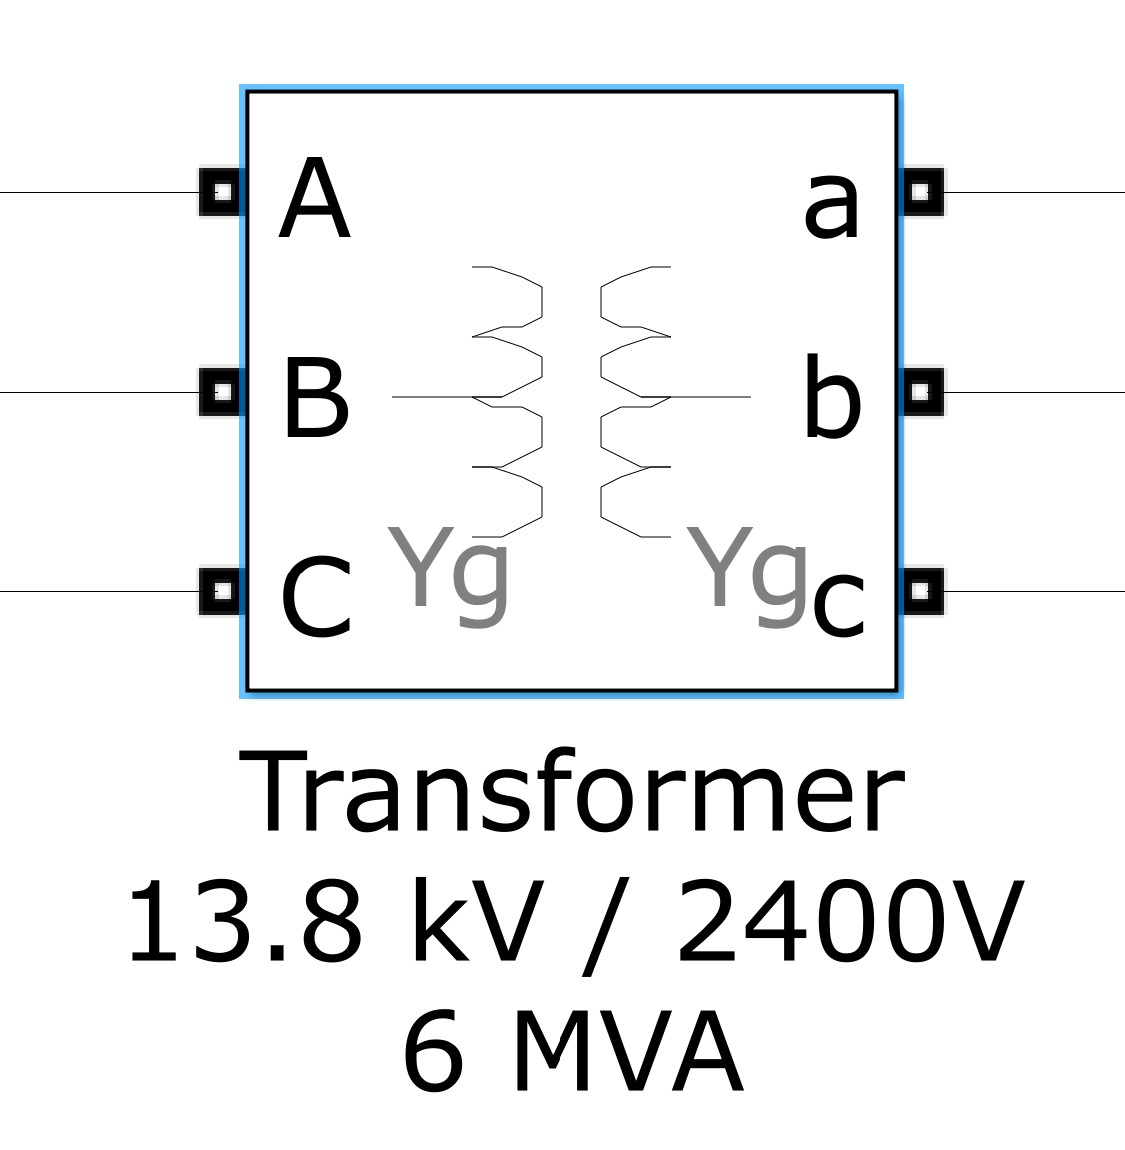 A a
B b
C Yg Yg c
Transformer
13.8 kV / 2400V
6 MVA